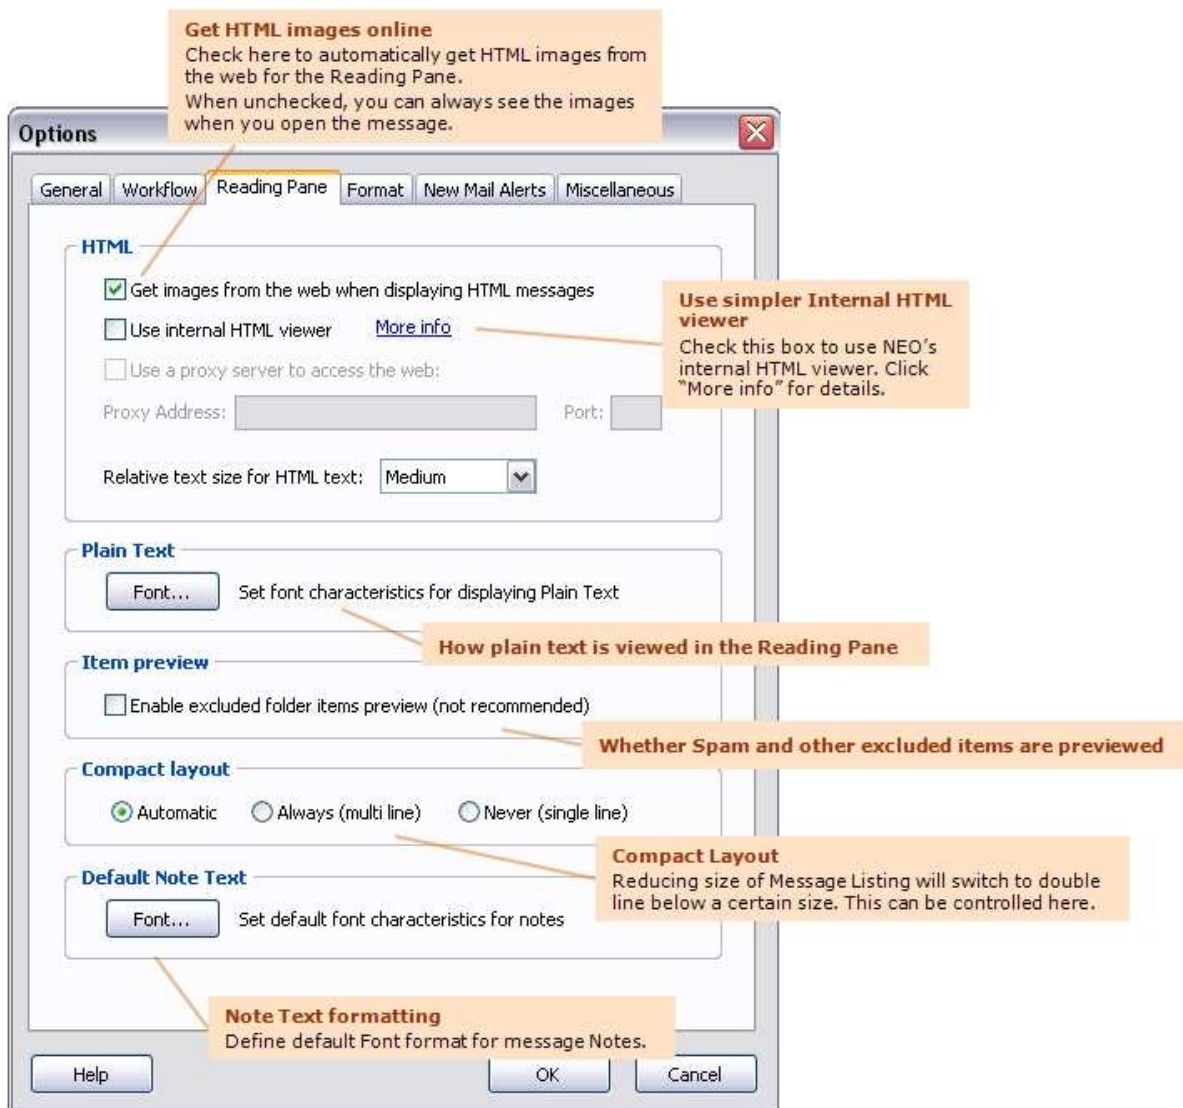 Get HTML images online
Check here to automatically get HTML images from
the web for the Reading Pane.
When unchecked, you can always see the images
when you open the message.
Options
General Workflow Reading Pane Format New Mail Alerts Miscellaneous
HTML
Get images from the web when displaying HTML messages
Use internal HTML viewer More info
Use a proxy server to access the web:
Proxy Address: Port:
Relative text size for HTML text: Medium
Use simpler Internal HTML
viewer
Check this box to use NEO's
internal HTML viewer. Click
"More info" for details.
Plain Text
Font... Set font characteristics for displaying Plain Text
How plain text is viewed in the Reading Pane
Item preview
Enable excluded folder items preview (not recommended)
Whether Spam and other excluded items are previewed
Compact layout
Automatic Always (multi line) Never (single line)
Compact Layout
Reducing size of Message Listing will switch to double
line below a certain size. This can be controlled here.
Default Note Text
Font... Set default font characteristics for notes
Note Text formatting
Define default Font format for message Notes.
Help OK Cancel